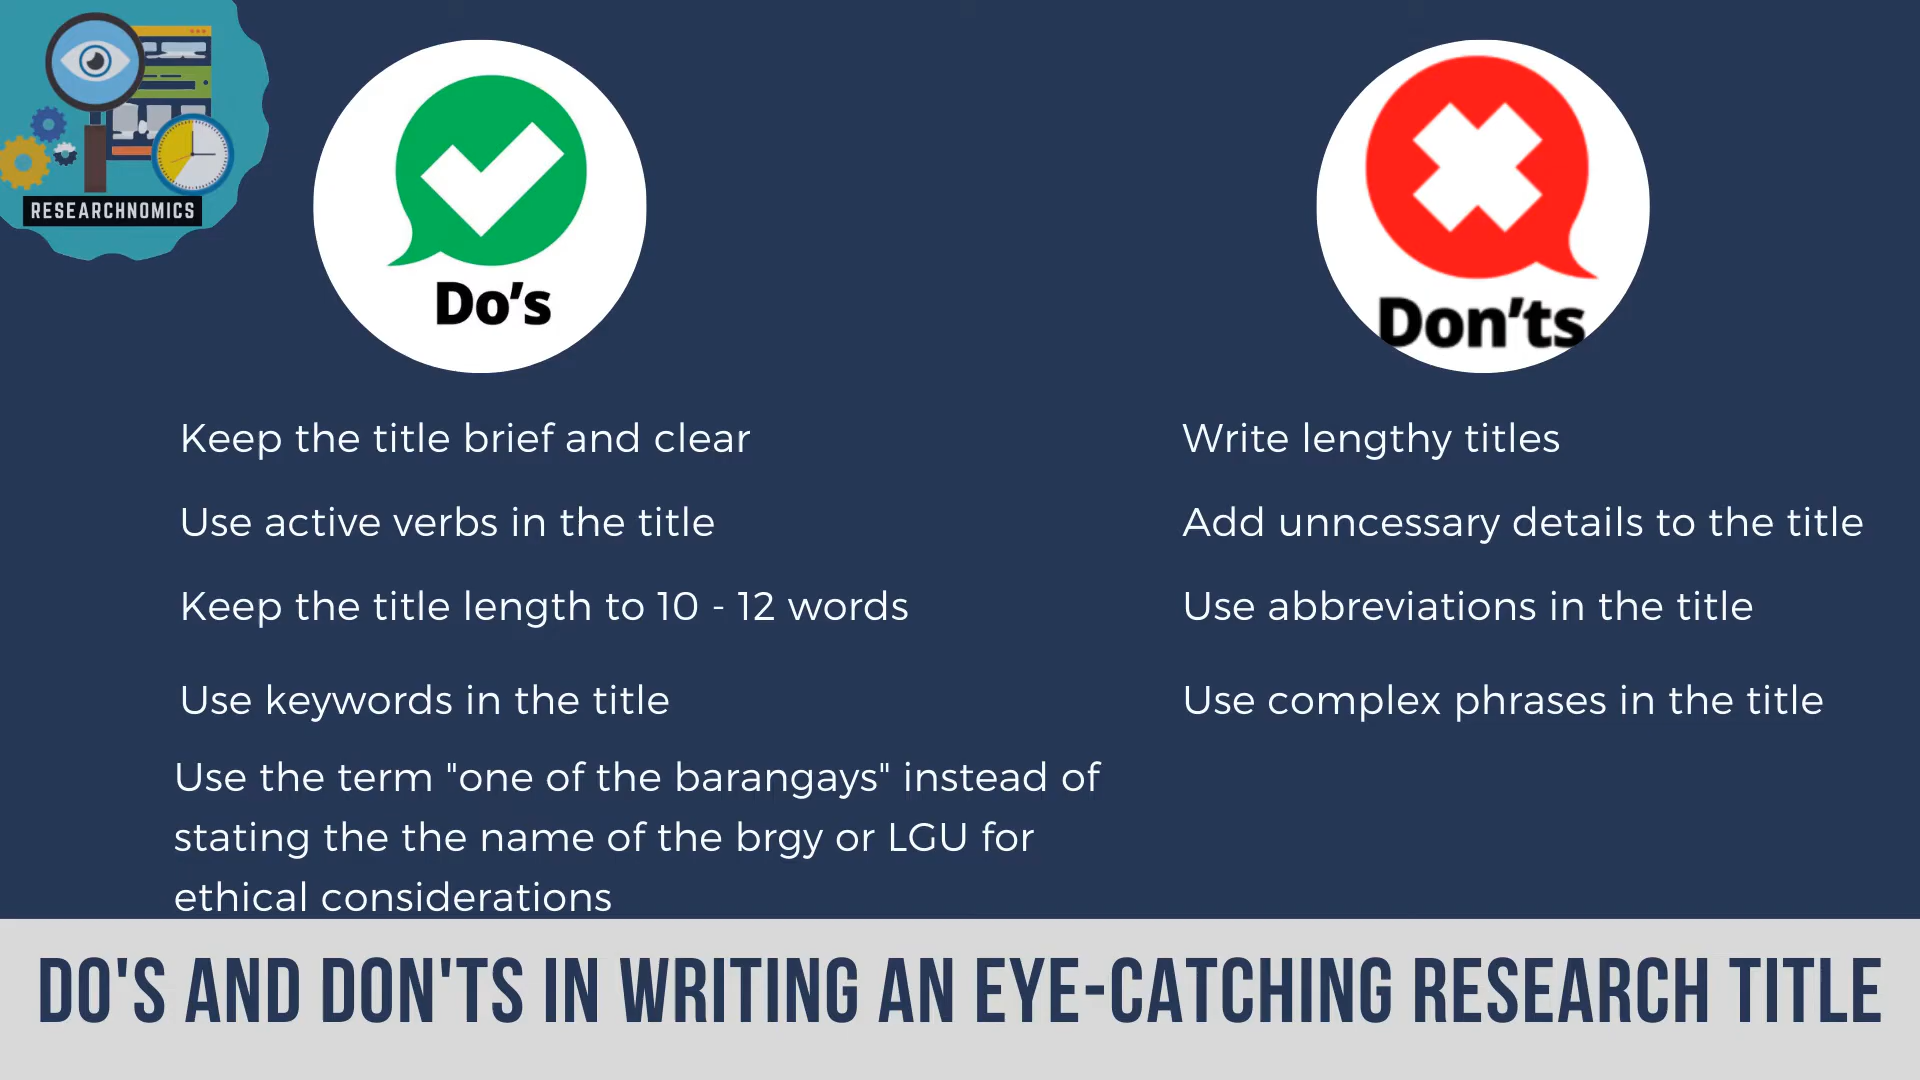 RESEARCHNOMICS
Do's
Keep the title brief and clear
Use active verbs in the title
Keep the title length to 10 - 12 words
Use keywords in the title
Use the term "one of the barangays" instead of
stating the the name of the brgy or LGU for
ethical considerations
Don'ts
Write lengthy titles
Add unncessary details to the title
Use abbreviations in the title
Use complex phrases in the title
DO'S AND DON'TS IN WRITING AN EYE-CATCHING RESEARCH TITLE